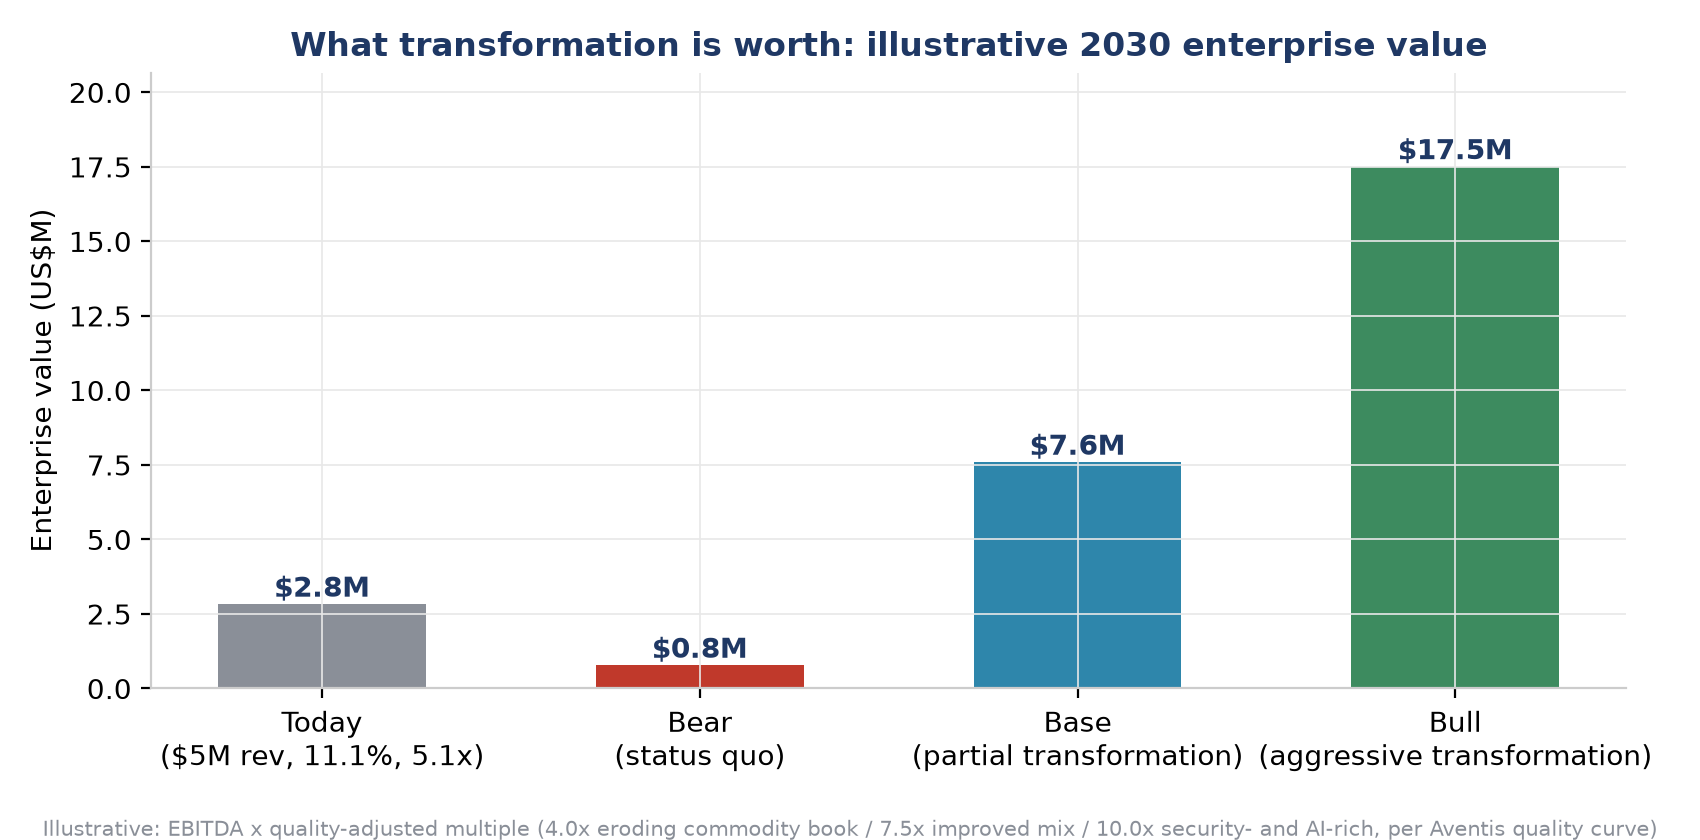 What transformation is worth: illustrative 2030 enterprise value
Enterprise value (US$M)
20.0
17.5
15.0
12.5
10.0
7.5
5.0
2.5
0.0
$2.8M
$0.8M
$7.6M
$17.5M
Today
($5M rev, 11.1%, 5.1x)
Bear
(status quo)
Base
(partial transformation)
Bull
(aggressive transformation)
Illustrative: EBITDA x quality-adjusted multiple (4.0x eroding commodity book / 7.5x improved mix / 10.0x security- and AI-rich, per Aventis quality curve)